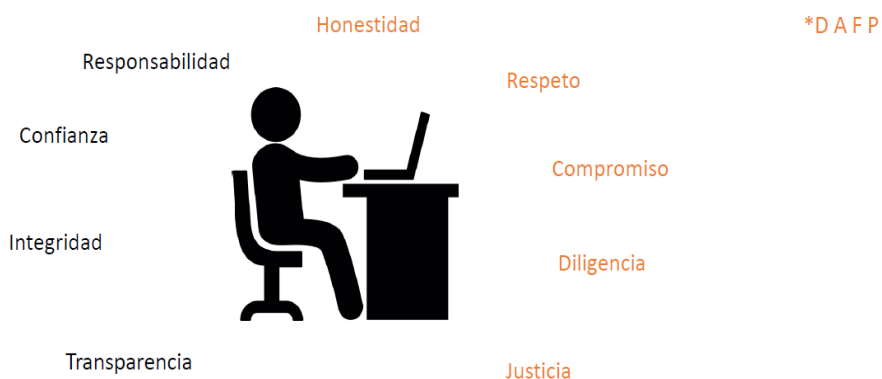 Honestidad
*D A F P
Responsabilidad
Respeto
Confianza
Compromiso
Integridad
Diligencia
Transparencia
Justicia